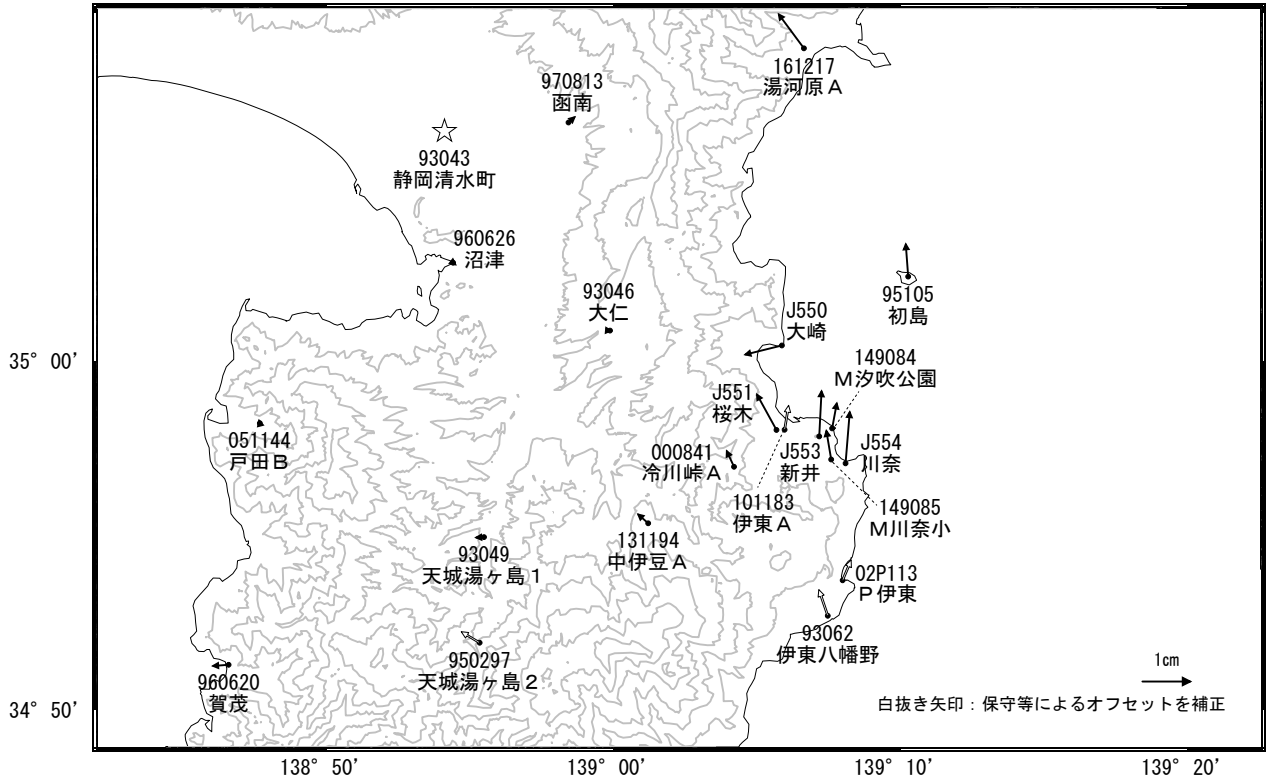 161217
湯河原Ａ
970813
函南
93043
静岡清水町
960626
沼津
93046
大仁
95105
初島
J550
大崎
149084
Ｍ汐吹公園
35° 00′
J551
桜木
051144
戸田Ｂ
000841
冷川峠Ａ
J553
新井
J554
川奈
101183
伊東Ａ
149085
Ｍ川奈小
93049
天城湯ヶ島１
131194
中伊豆Ａ
02P113
Ｐ伊東
93062
伊東八幡野
950297
天城湯ヶ島２
960620
賀茂
1cm
白抜き矢印：保守等によるオフセットを補正
34° 50′
138° 50′
139° 00′
139° 10′
139° 20′